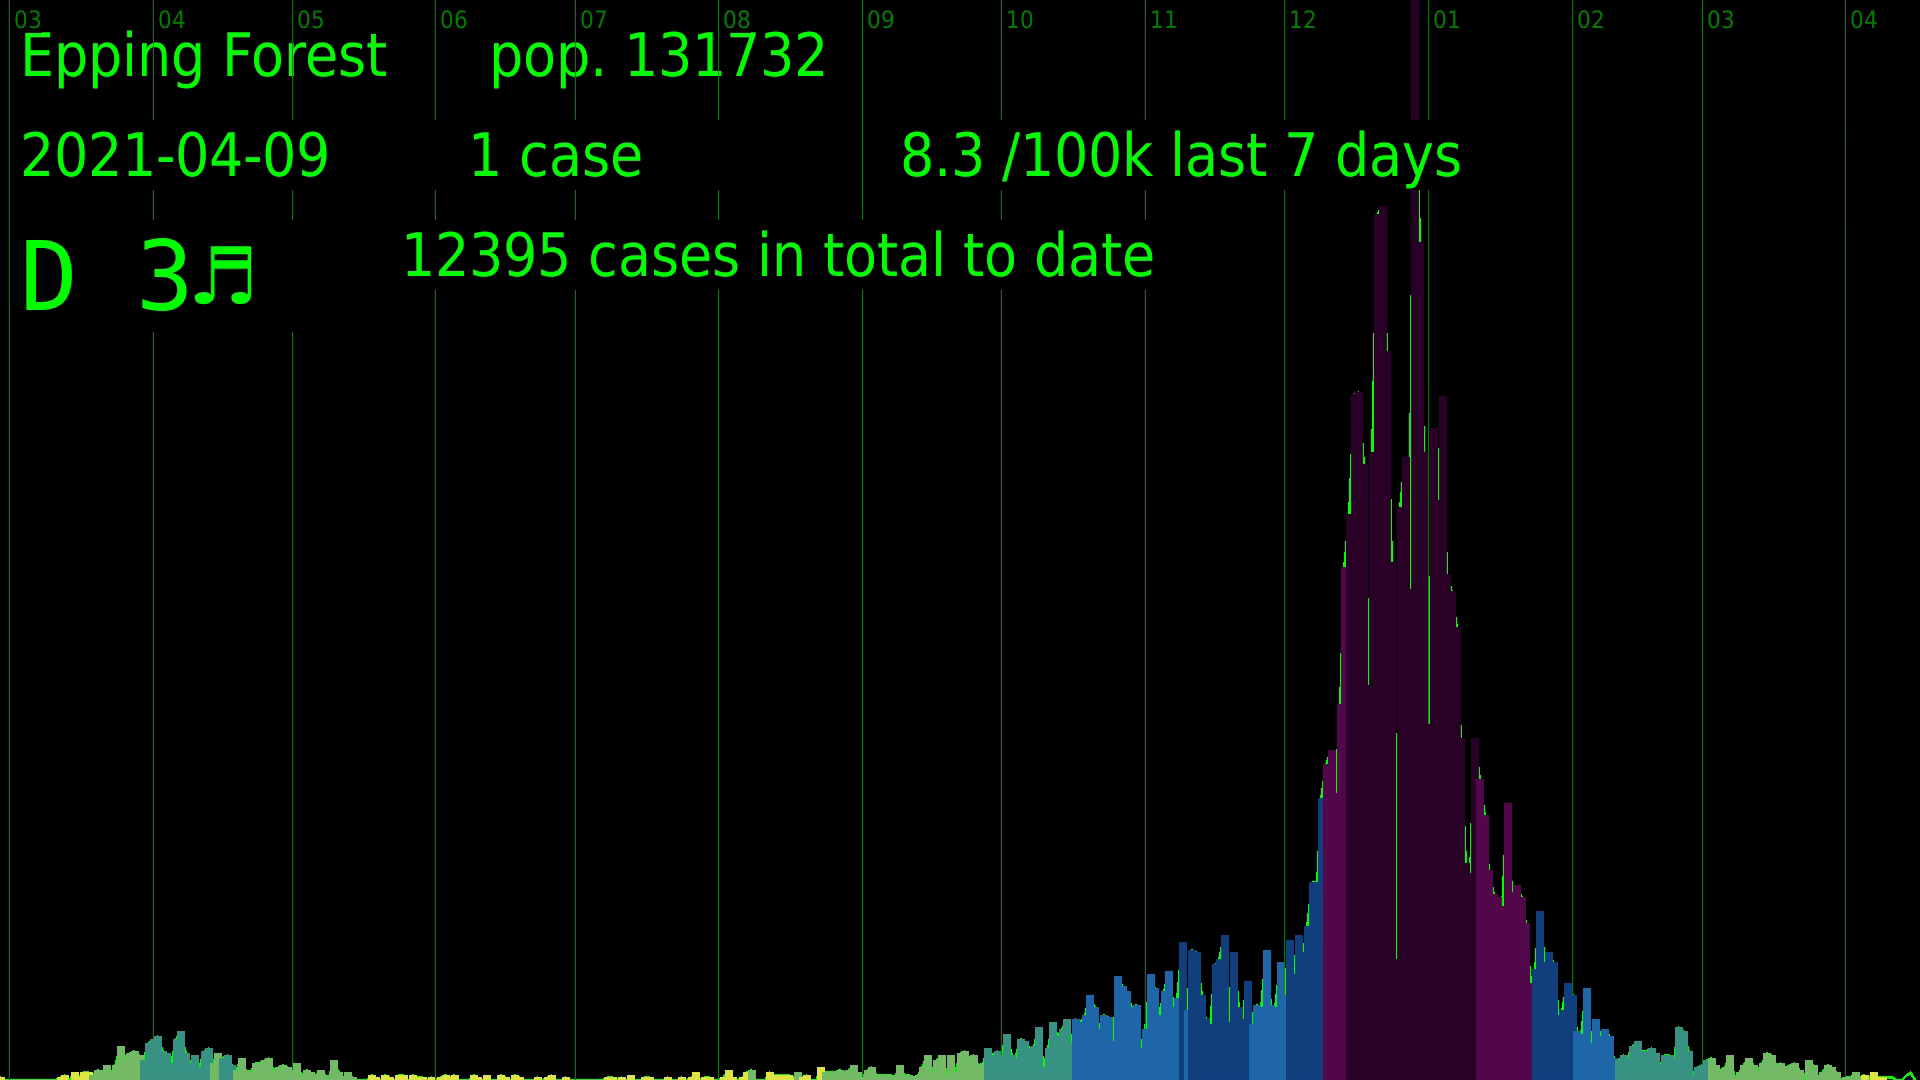 03 04 05 06 07 08 09 10 11 12 01 02 03 04
Epping Forest pop. 131732
2021-04-09 1 case 8.3 /100k last 7 days
D 3♬ 12395 cases in total to date